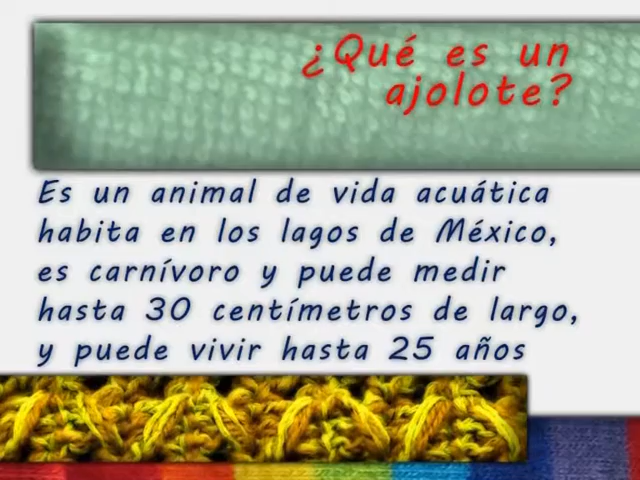 ¿Qué es un
ajolote?
Es un animal de vida acuática
habita en los lagos de México,
es carnívoro y puede medir
hasta 30 centímetros de largo,
y puede vivir hasta 25 años